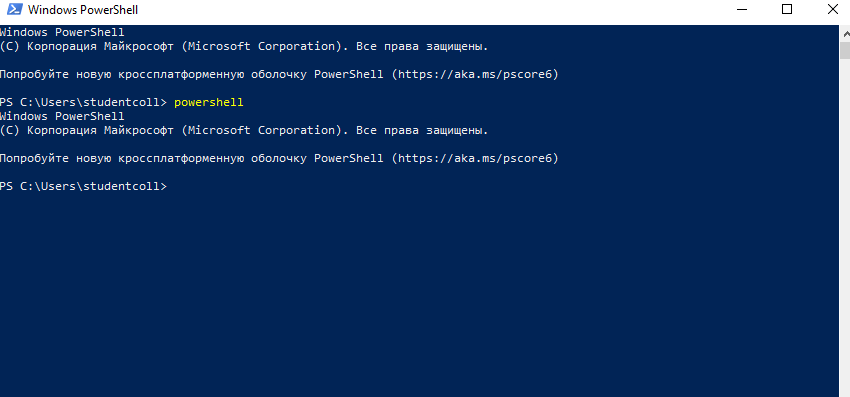 Windows PowerShell
Windows PowerShell
(C) Корпорация Майкрософт (Microsoft Corporation). Все права защищены.
Попробуйте новую кроссплатформенную оболочку PowerShell (https://aka.ms/pscore6)
PS C:\Users\studentcoll> powershell
Windows PowerShell
(C) Корпорация Майкрософт (Microsoft Corporation). Все права защищены.
Попробуйте новую кроссплатформенную оболочку PowerShell (https://aka.ms/pscore6)
PS C:\Users\studentcoll>